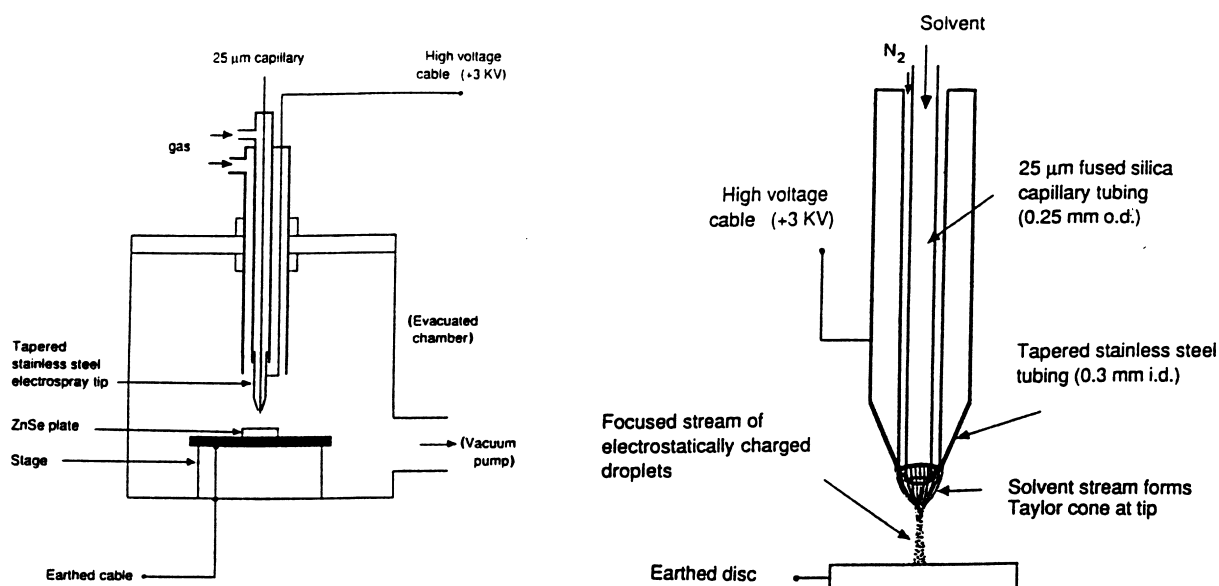 25 μm capillary
High voltage
cable (+3 KV)
gas
(Evacuated
chamber)
Tapered
stainless steel
electrospray tip
ZnSe plate
Stage
(Vacuum
pump)
Earthed cable
Solvent
N2
25 μm fused silica
capillary tubing
(0.25 mm o.d.)
High voltage
cable (+3 KV)
Tapered stainless steel
tubing (0.3 mm i.d.)
Focused stream of
electrostatically charged
droplets
Solvent stream forms
Taylor cone at tip
Earthed disc